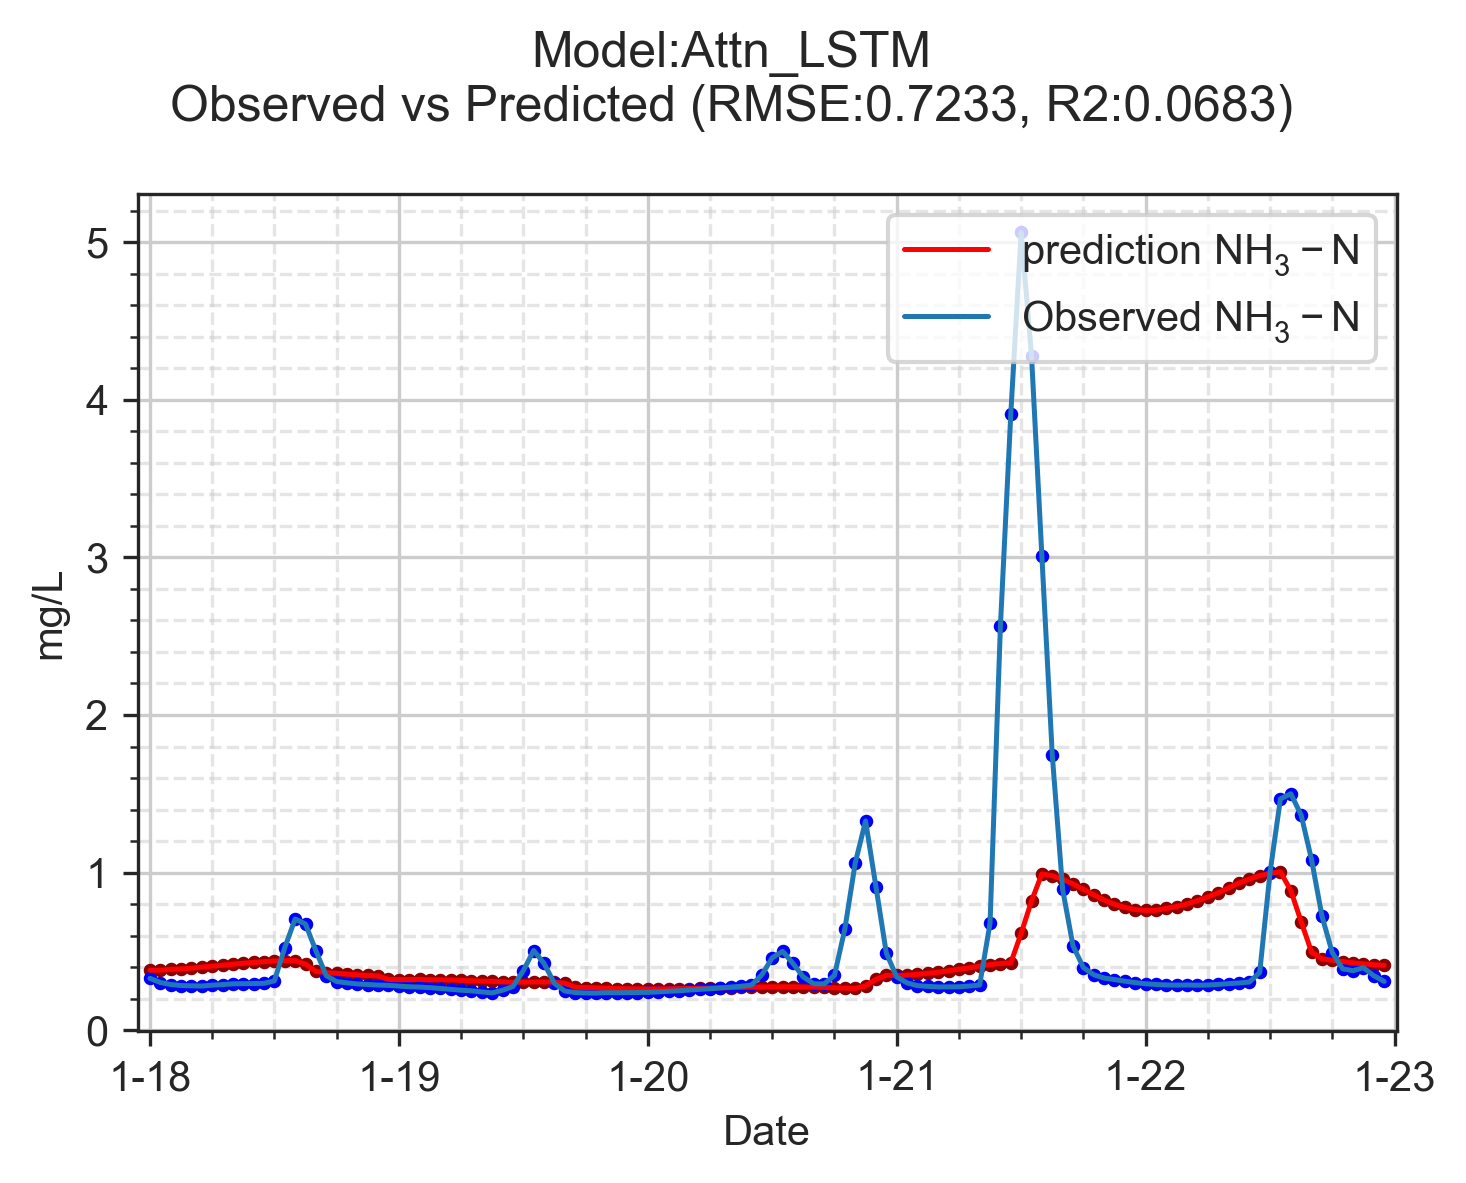 Model:Attn_LSTM
Observed vs Predicted (RMSE:0.7233, R2:0.0683)
prediction NH₃ − N
Observed NH₃ − N
5
4
3
2
1
0
mg/L
1-18 1-19 1-20 1-21 1-22 1-23
Date